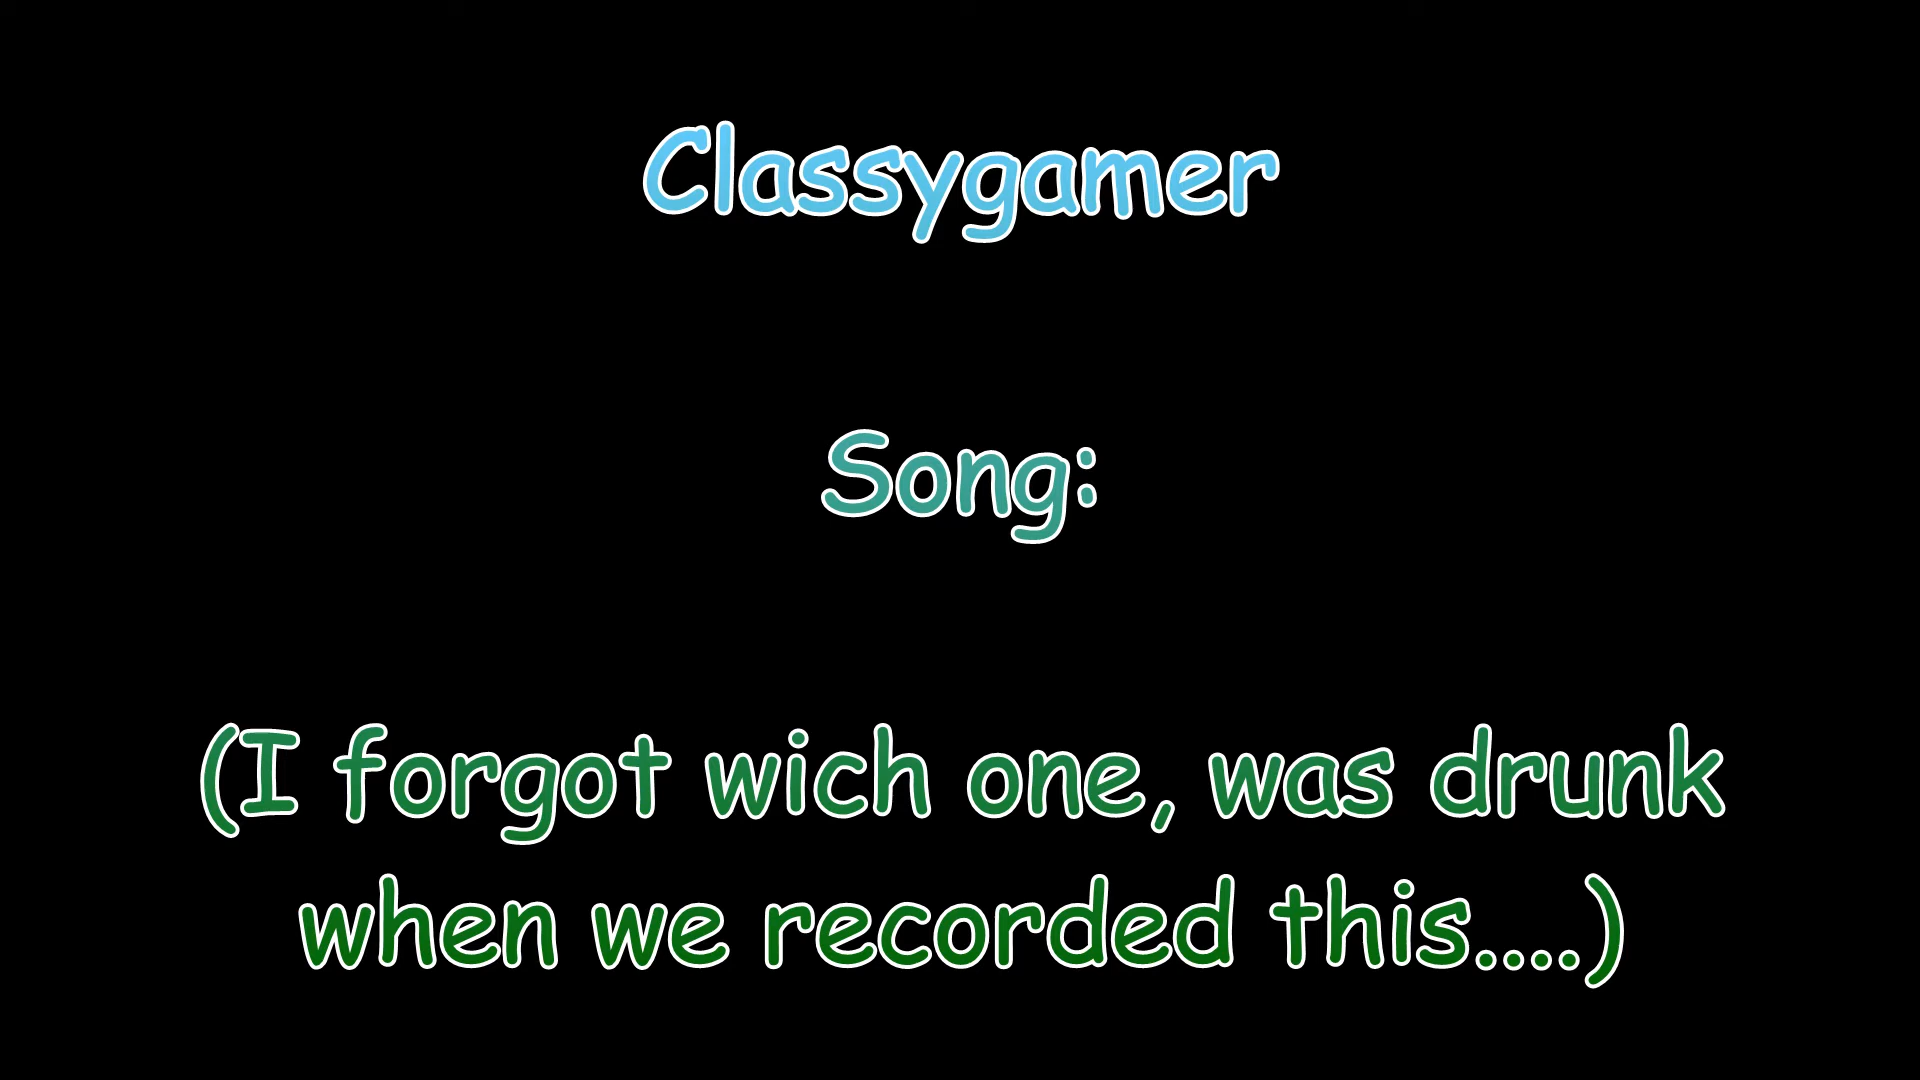 Classygamer
Song:
(I forgot wich one, was drunk
when we recorded this....)